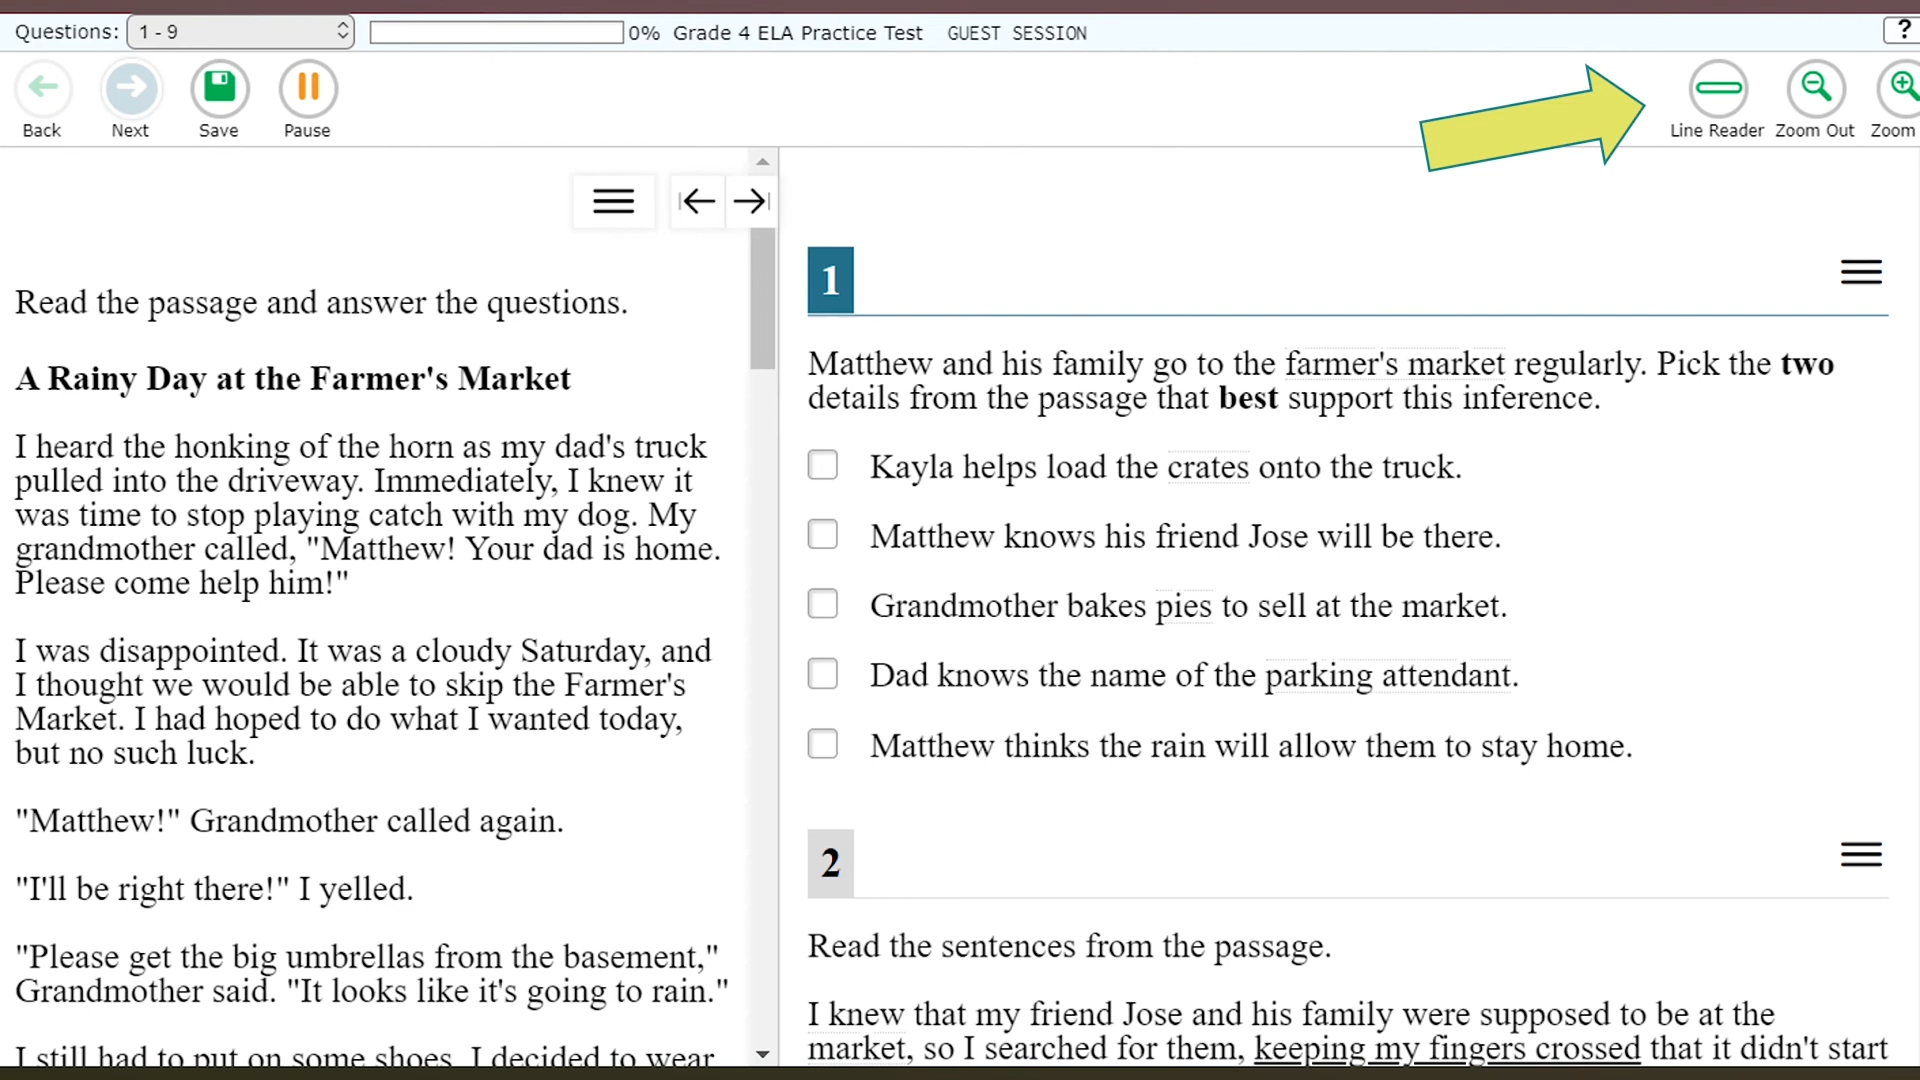 Questions: 1 - 9 0% Grade 4 ELA Practice Test GUEST SESSION ?
Back Next Save Pause Line Reader Zoom Out Zoom
Read the passage and answer the questions.
A Rainy Day at the Farmer's Market
I heard the honking of the horn as my dad's truck
pulled into the driveway. Immediately, I knew it
was time to stop playing catch with my dog. My
grandmother called, "Matthew! Your dad is home.
Please come help him!"
I was disappointed. It was a cloudy Saturday, and
I thought we would be able to skip the Farmer's
Market. I had hoped to do what I wanted today,
but no such luck.
"Matthew!" Grandmother called again.
"I'll be right there!" I yelled.
"Please get the big umbrellas from the basement,"
Grandmother said. "It looks like it's going to rain."
I still had to put on some shoes. I decided to wear
1
Matthew and his family go to the farmer's market regularly. Pick the two
details from the passage that best support this inference.
Kayla helps load the crates onto the truck.
Matthew knows his friend Jose will be there.
Grandmother bakes pies to sell at the market.
Dad knows the name of the parking attendant.
Matthew thinks the rain will allow them to stay home.
2
Read the sentences from the passage.
I knew that my friend Jose and his family were supposed to be at the
market, so I searched for them, keeping my fingers crossed that it didn't start